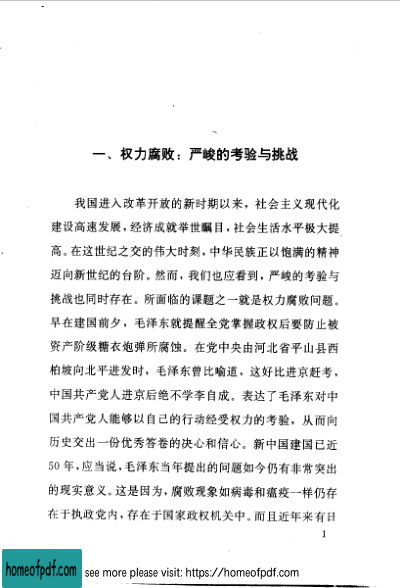 一、权力腐败：严峻的考验与挑战
我国进入改革开放的新时期以来，社会主义现代化
建设高速发展，经济成就举世瞩目，社会生活水平极大提
高。在这世纪之交的伟大时刻，中华民族正以饱满的精神
迈向新世纪的台阶。然而，我们也应看到，严峻的考验与
挑战也同时存在。所面临的课题之一就是权力腐败问题。
早在建国前夕，毛泽东就提醒全党掌握政权后要防止被
资产阶级糖衣炮弹所腐蚀。在党中央由河北省平山县西
柏坡向北平进发时，毛泽东曾比喻道，这好比进京赶考，
中国共产党人进京后绝不学李自成。表达了毛泽东对中
国共产党人能够以自己的行动经受权力的考验，从而向
历史交出一份优秀答卷的决心和信心。新中国建国已近
50年，应当说，毛泽东当年提出的问题如今仍有非常突出
的现实意义。这是因为，腐败现象如病毒和瘟疫一样仍存
在于执政党内，存在于国家政权机关中。而且近年来有日
1
homeofpdf.com
see more please visit: https://homeofpdf.com